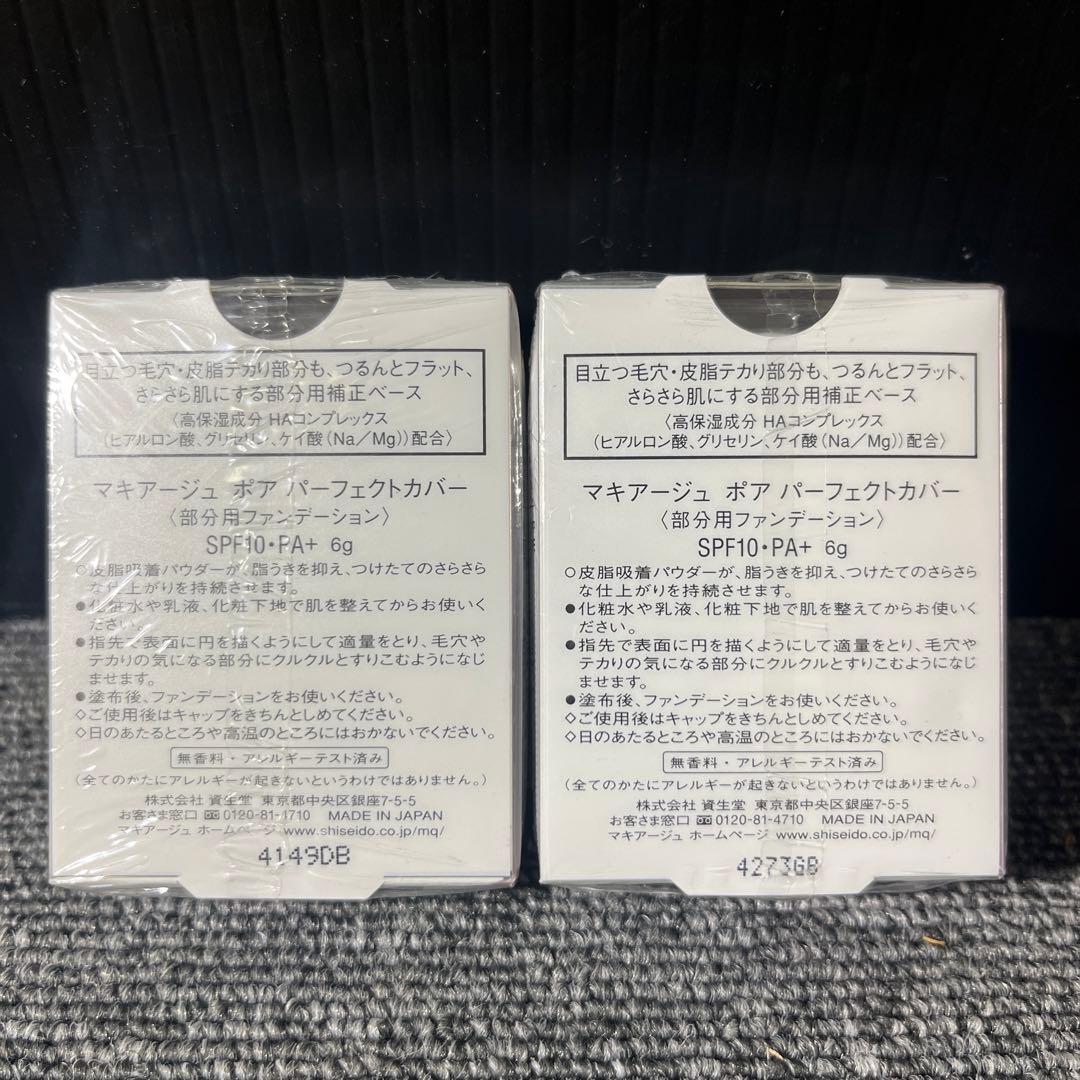 目立つ毛穴・皮脂テカり部分も、つるんとフラット、
さらさら肌にする部分用補正ベース
〈高保湿成分 HAコンプレックス
(ヒアルロン酸、グリセリン、ケイ酸(Na/Mg))配合〉
マキアージュ ポア パーフェクトカバー
〈部分用ファンデーション〉
SPF10・PA+ 6g
○皮脂吸着パウダーが、脂うきを抑え、つけたてのさらさら
な仕上がりを持続させます。
●化粧水や乳液、化粧下地で肌を整えてからお使いく
ださい。
●指先で表面に円を描くようにして適量をとり、毛穴や
テカりの気になる部分にクルクルとすりこむようになじ
ませます。
●塗布後、ファンデーションをお使いください。
◇ご使用後はキャップをきちんとしめてください。
◇日のあたるところや高温のところにはおかないでください。
無香料・アレルギーテスト済み
(全てのかたにアレルギーが起きないというわけではありません。)
株式会社 資生堂 東京都中央区銀座7-5-5
お客さま窓口 0120-81-4710 MADE IN JAPAN
マキアージュ ホームページ www.shiseido.co.jp/mq/
4149DB
目立つ毛穴・皮脂テカり部分も、つるんとフラット、
さらさら肌にする部分用補正ベース
〈高保湿成分 HAコンプレックス
(ヒアルロン酸、グリセリン、ケイ酸(Na/Mg))配合〉
マキアージュ ポア パーフェクトカバー
〈部分用ファンデーション〉
SPF10・PA+ 6g
○皮脂吸着パウダーが、脂うきを抑え、つけたてのさらさら
な仕上がりを持続させます。
●化粧水や乳液、化粧下地で肌を整えてからお使いく
ださい。
●指先で表面に円を描くようにして適量をとり、毛穴や
テカりの気になる部分にクルクルとすりこむようになじ
ませます。
●塗布後、ファンデーションをお使いください。
◇ご使用後はキャップをきちんとしめてください。
◇日のあたるところや高温のところにはおかないでください。
無香料・アレルギーテスト済み
(全てのかたにアレルギーが起きないというわけではありません。)
株式会社 資生堂 東京都中央区銀座7-5-5
お客さま窓口 0120-81-4710 MADE IN JAPAN
マキアージュ ホームページ www.shiseido.co.jp/mq/
4273GB